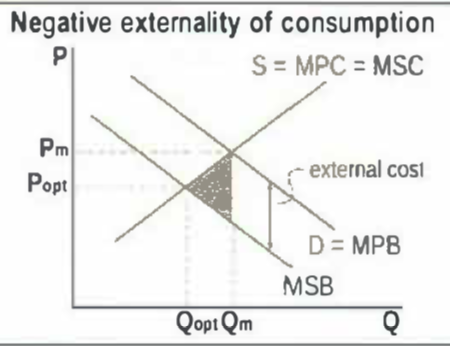 Negative externality of consumption
P
S = MPC = MSC
Pm
external cost
Popt
D = MPB
MSB
Qopt Qm
Q